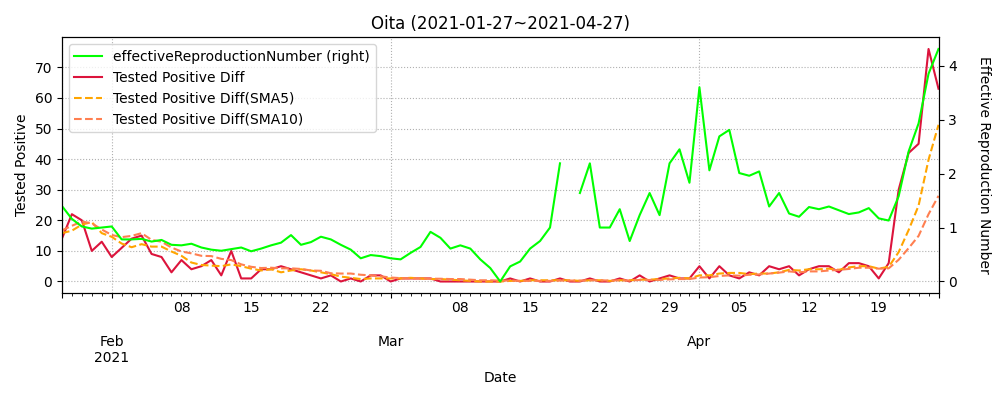 Oita (2021-01-27~2021-04-27)
effectiveReproductionNumber (right)
Tested Positive Diff
Tested Positive Diff(SMA5)
Tested Positive Diff(SMA10)
Tested Positive
0
10
20
30
40
50
60
70
Effective Reproduction Number
0
1
2
3
4
08
15
22
08
15
22
29
05
12
19
Feb
2021
Mar
Apr
Date